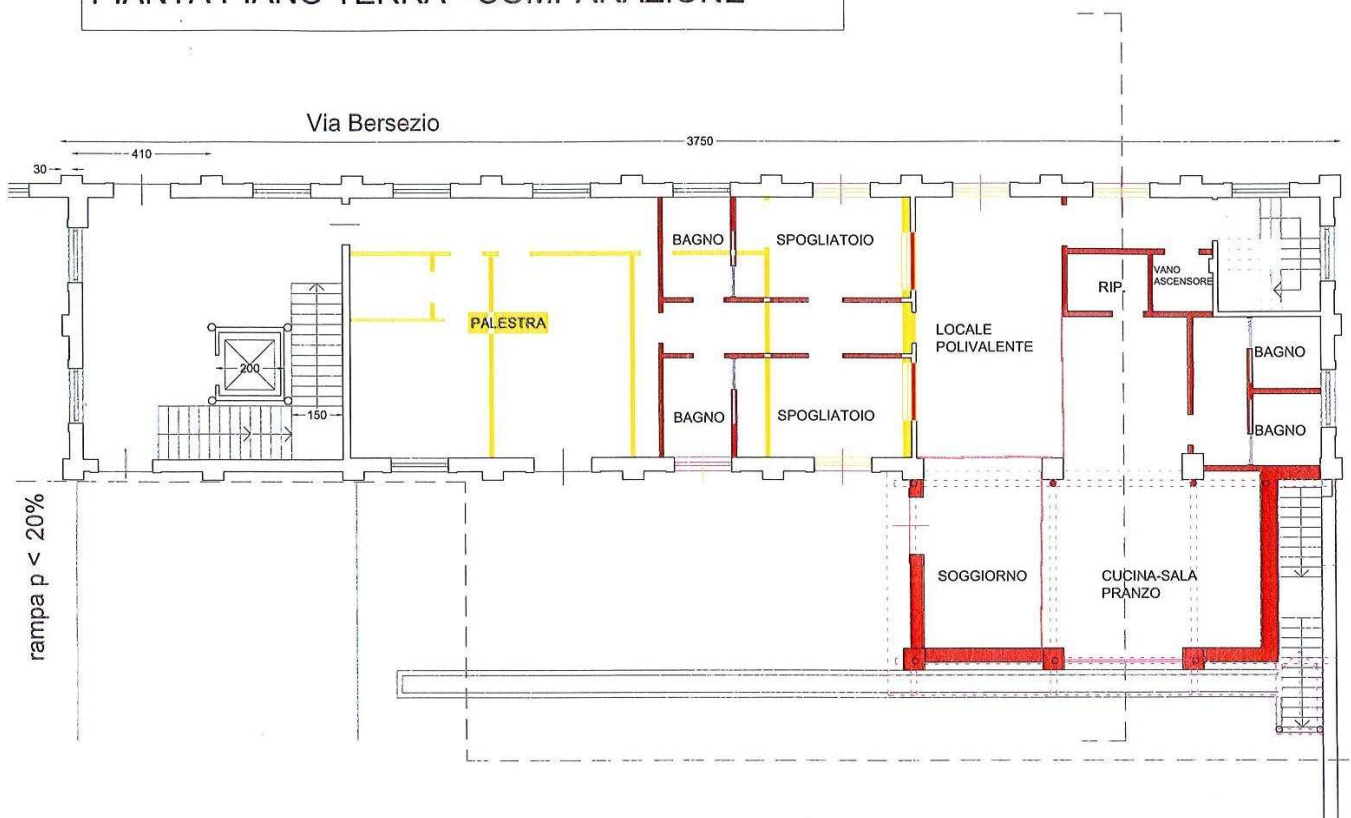 PIANTA PIANO TERRA - COMPARAZIONE
Via Bersezio
3750
410
30
BAGNO
SPOGLIATOIO
RIP.
VANO
ASCENSORE
PALESTRA
LOCALE
POLIVALENTE
200
150
BAGNO
BAGNO
SPOGLIATOIO
BAGNO
rampa p < 20%
SOGGIORNO
CUCINA-SALA
PRANZO